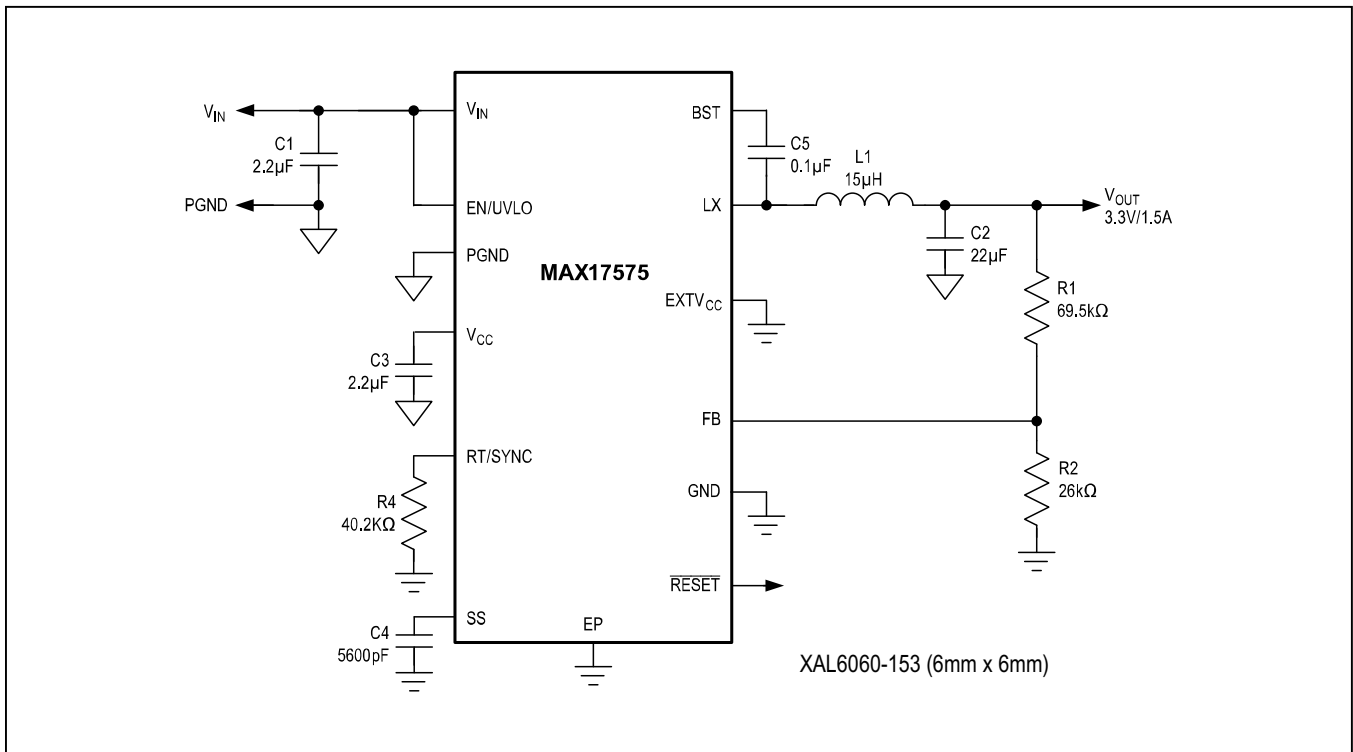 V_IN
C1
2.2µF
PGND
V_IN
EN/UVLO
PGND
V_CC
C3
2.2µF
RT/SYNC
R4
40.2KΩ
SS
C4
5600pF
MAX17575
EP
BST
C5
0.1µF
L1
15µH
LX
V_OUT
3.3V/1.5A
C2
22µF
EXTV_CC
R1
69.5kΩ
FB
GND
R2
26kΩ
RESET
XAL6060-153 (6mm x 6mm)